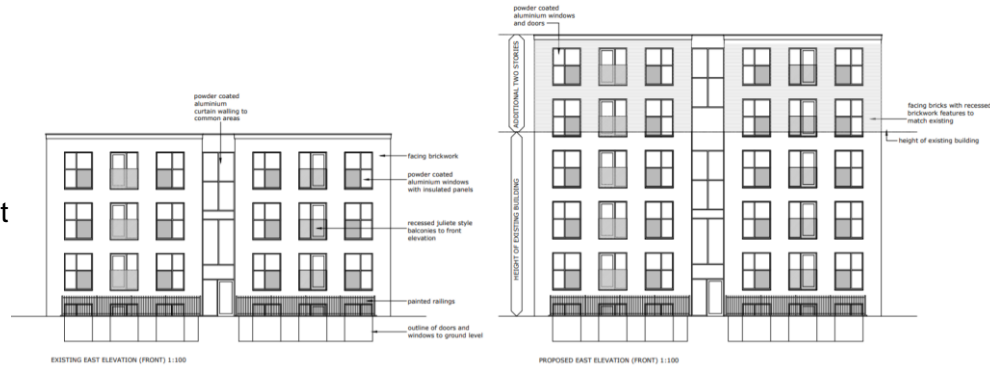 t
powder coated
aluminium
curtain walling to
common areas
facing brickwork
powder coated
aluminium windows
with insulated panels
recessed juliete style
balconies to front
elevation
painted railings
outline of doors and
windows to ground level
EXISTING EAST ELEVATION (FRONT) 1:100
powder coated
aluminium windows
and doors
ADDITIONAL TWO STORIES
HEIGHT OF EXISTING BUILDING
facing bricks with recessed
brickwork features to
match existing
height of existing building
PROPOSED EAST ELEVATION (FRONT) 1:100